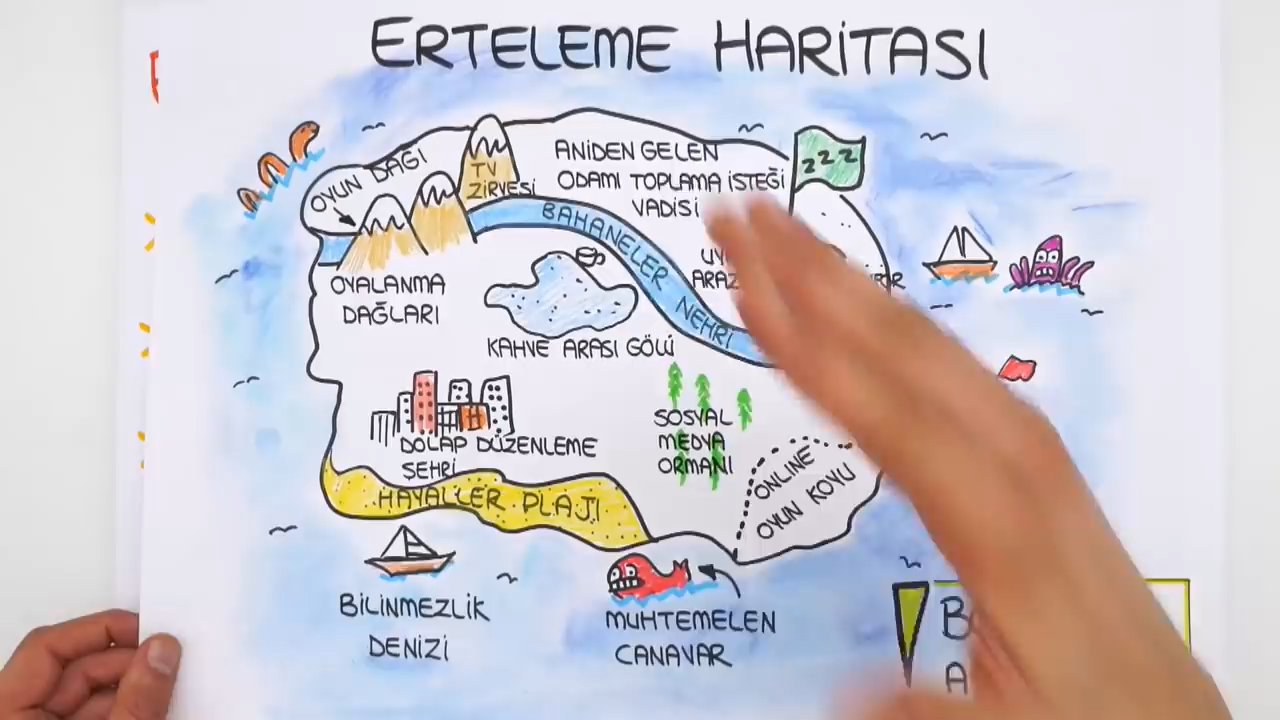 ERTELEME HARİTASI
OYUN DAĞI
TV
ZİRVESİ
ANİDEN GELEN
ODAMI TOPLAMA İSTEĞİ
VADİSİ
zzz
BAHANELER NEHRİ
OYALANMA
DAĞLARI
KAHVE ARASI GÖLÜ
DOLAP DÜZENLEME
ŞEHRİ
SOSYAL
MEDYA
ORMANI
ONLINE
OYUN KOYU
HAYALLER PLAJI
BİLİNMEZLİK
DENİZİ
MUHTEMELEN
CANAVAR